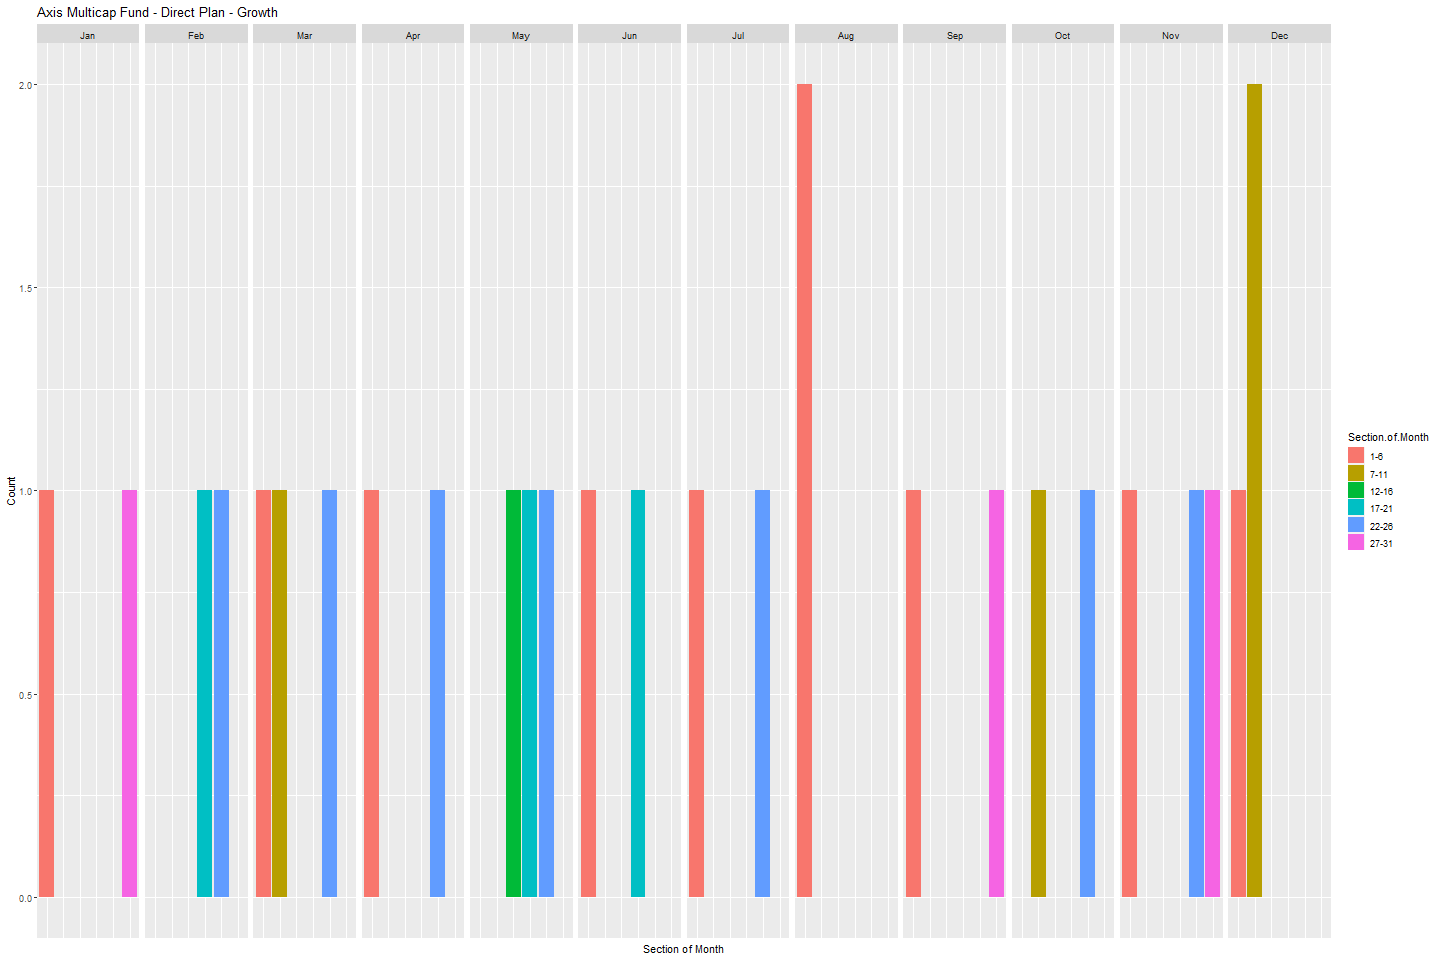 Axis Multicap Fund - Direct Plan - Growth
Jan Feb Mar Apr May Jun Jul Aug Sep Oct Nov Dec
2.0
1.5
1.0
0.5
0.0
Count
Section of Month
Section.of.Month
1-6
7-11
12-16
17-21
22-26
27-31